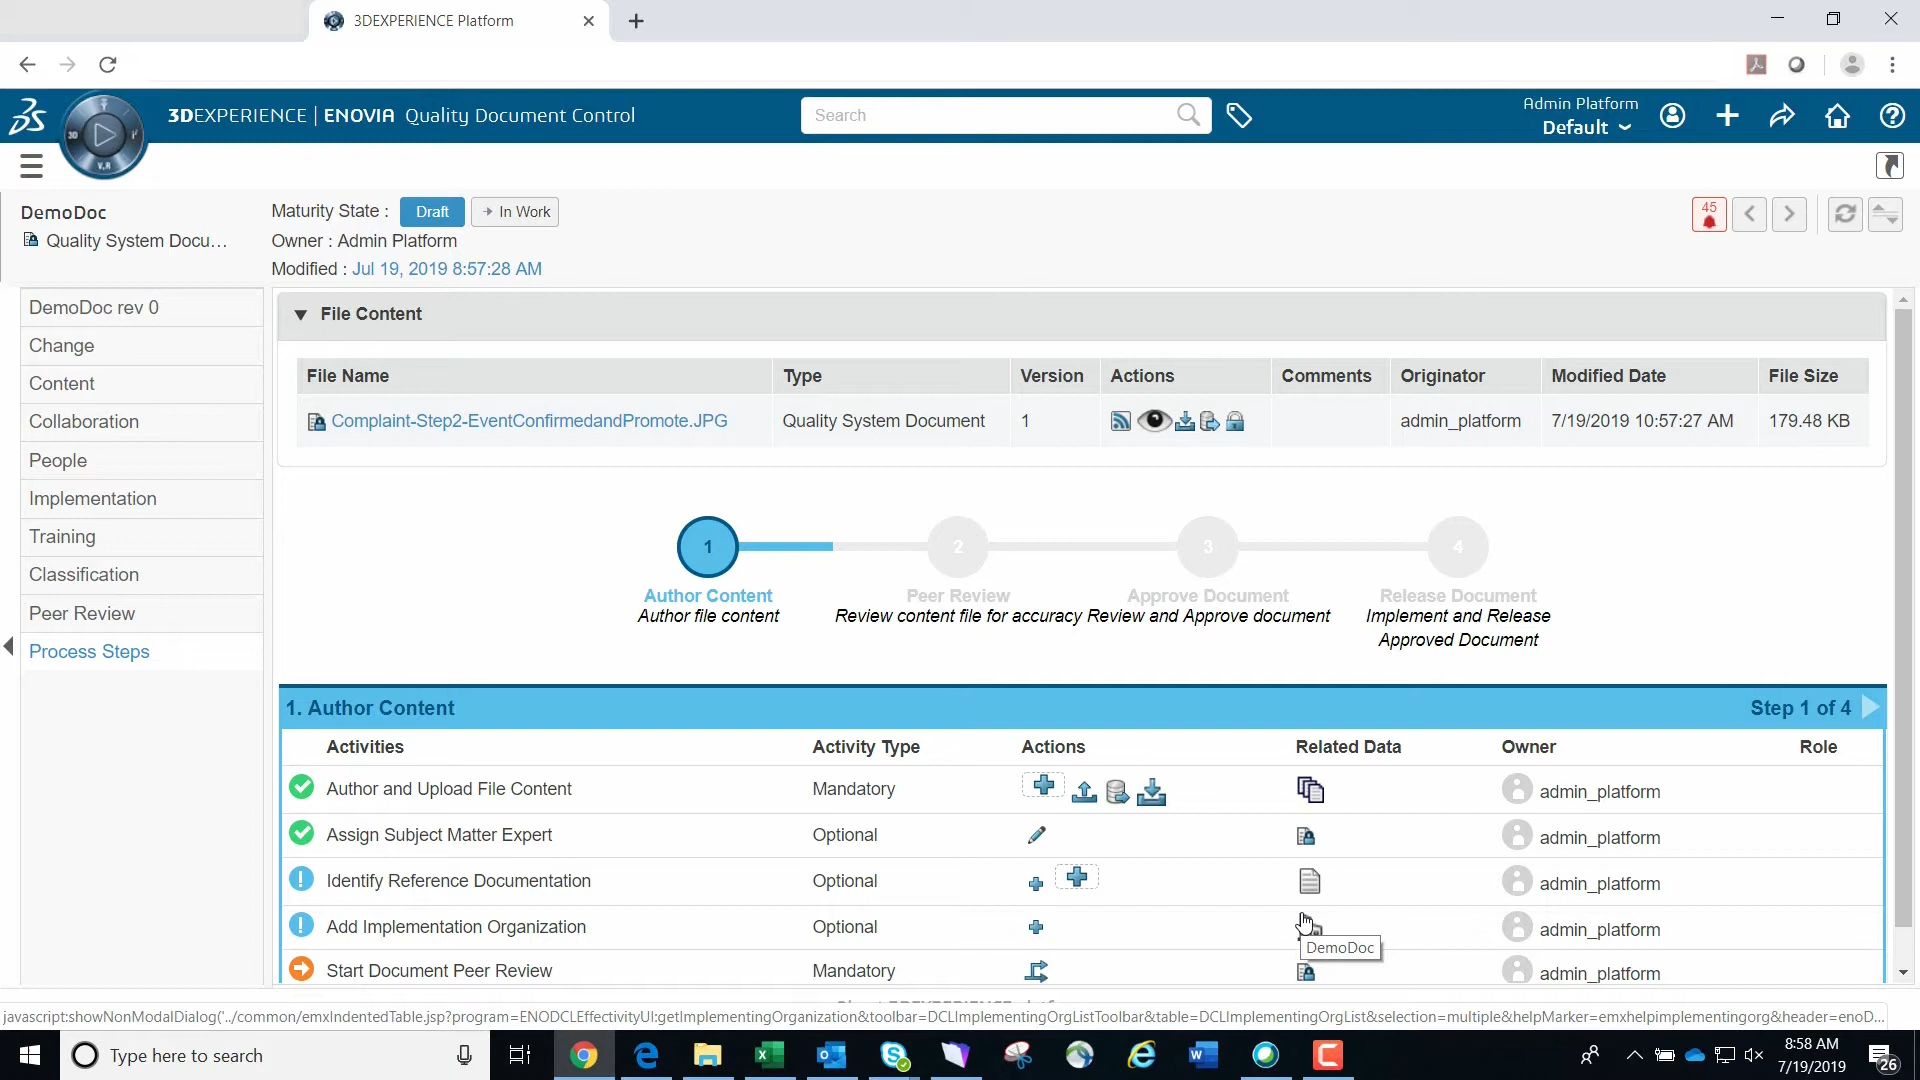 3DEXPERIENCE Platform
3DEXPERIENCE | ENOVIA Quality Document Control
Search
Admin Platform
Default
3D
V.R
DemoDoc
Quality System Docu...
Maturity State : Draft In Work
Owner : Admin Platform
Modified : Jul 19, 2019 8:57:28 AM
45
DemoDoc rev 0
Change
Content
Collaboration
People
Implementation
Training
Classification
Peer Review
Process Steps
File Content
File Name Type Version Actions Comments Originator Modified Date File Size
Complaint-Step2-EventConfirmedandPromote.JPG Quality System Document 1 admin_platform 7/19/2019 10:57:27 AM 179.48 KB
1 2 3 4
Author Content Peer Review Approve Document Release Document
Author file content Review content file for accuracy Review and Approve document Implement and Release
Approved Document
1. Author Content Step 1 of 4
Activities Activity Type Actions Related Data Owner Role
Author and Upload File Content Mandatory admin_platform
Assign Subject Matter Expert Optional admin_platform
Identify Reference Documentation Optional admin_platform
Add Implementation Organization Optional admin_platform
DemoDoc
Start Document Peer Review Mandatory admin_platform
javascript:showNonModalDialog('../common/emxIndentedTable.jsp?program=ENODCLEffectivityUI:getImplementingOrganization&toolbar=DCLImplementingOrgListToolbar&table=DCLImplementingOrgList&selection=multiple&helpMarker=emxhelpimplementingorg&header=enoD...
Type here to search
8:58 AM
7/19/2019
26